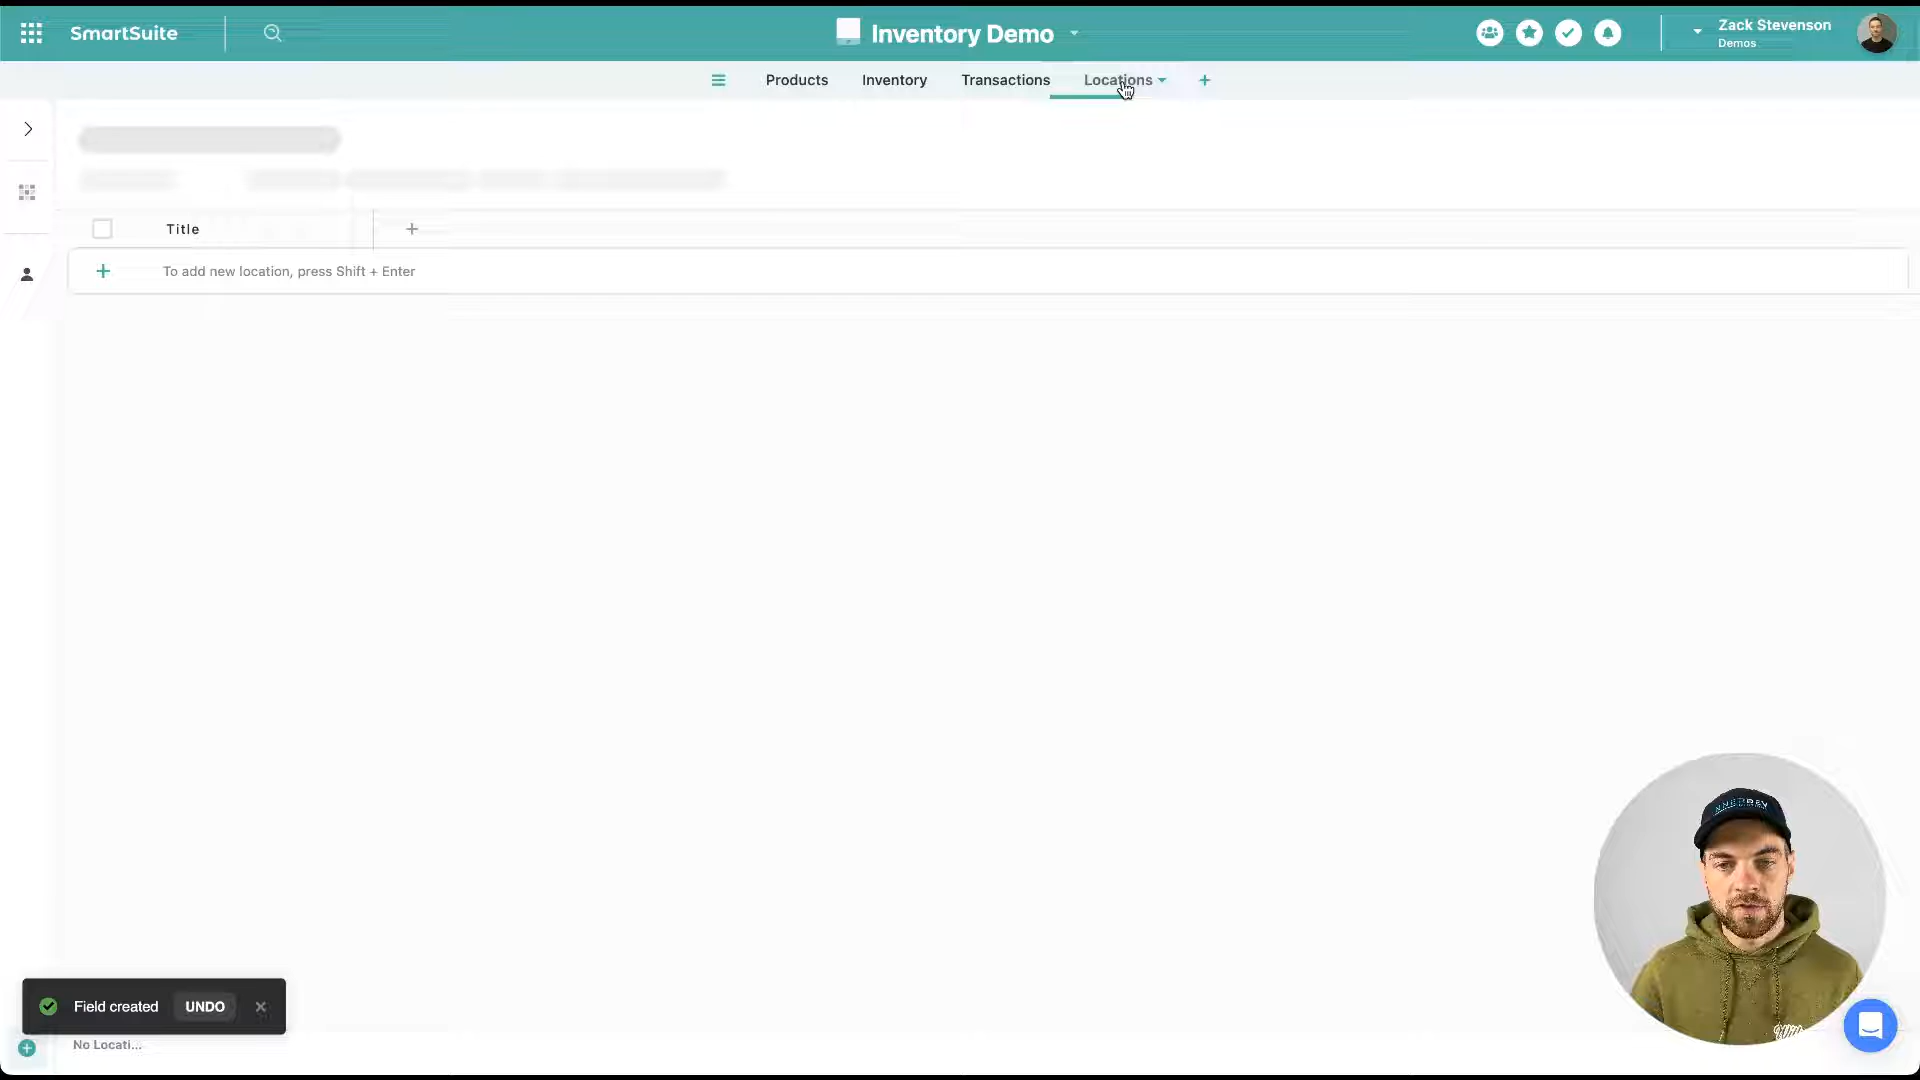 SmartSuite
Inventory Demo
Zack Stevenson
Demos
Products
Inventory
Transactions
Locations
Title
To add new location, press Shift + Enter
Field created
UNDO
No Locati...